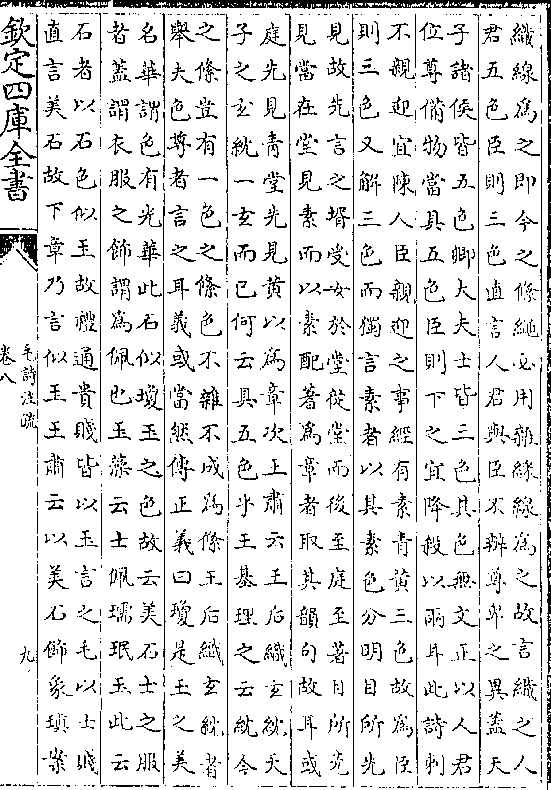 織線為之即今之條繩必用雜綵線為之故言織之人
君五色臣則三色直言人君與臣不辨尊卑之異蓋天
子諸侯皆五色卿大夫士皆三色其色無文正以人君
位尊備物當具五色臣則下之宜降殺以兩耳此詩刺
不親迎宜陳人臣親迎之事經有素青黄三色故為臣
則三色又解三色而獨言素者以其素色分明目所先
見故先言之壻受女於堂從堂而後至庭至著目所先
見當在堂見素而以素配著為章者取其韻句故耳或
庭先見青堂先見黄以為章次王肅云王后織玄紞天
子之玄紞一玄而已何云具五色乎王基理之云紞今
之條豈有一色之條色不雜不成為條王后織玄紞者
舉夫色尊者言之耳義或當然傳正義曰瓊是玉之美
名華謂色有光華此石似瓊玉之色故云美石士之服
者蓋謂衣服之飾謂為佩也玉藻云士佩瓀珉玉此云
石者以石色似玉故禮通貴賤皆以玉言之毛以士賤
直言美石故下章乃言似玉王肅云以美石飾象瑱案
欽定四庫全書
毛詩注疏
卷八
九